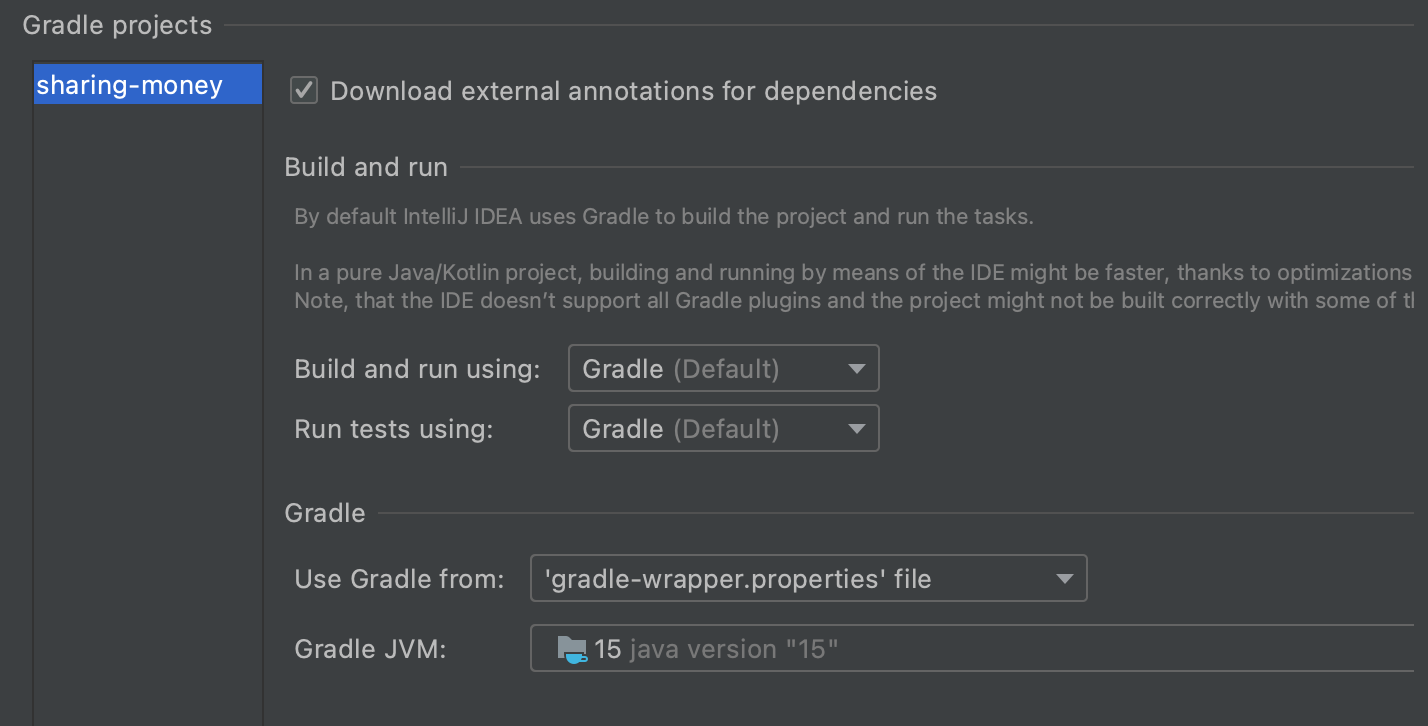 Gradle projects
sharing-money
Download external annotations for dependencies
Build and run
By default IntelliJ IDEA uses Gradle to build the project and run the tasks.
In a pure Java/Kotlin project, building and running by means of the IDE might be faster, thanks to optimizations
Note, that the IDE doesn't support all Gradle plugins and the project might not be built correctly with some of
Build and run using: Gradle (Default)
Run tests using: Gradle (Default)
Gradle
Use Gradle from: 'gradle-wrapper.properties' file
Gradle JVM: 15 java version "15"